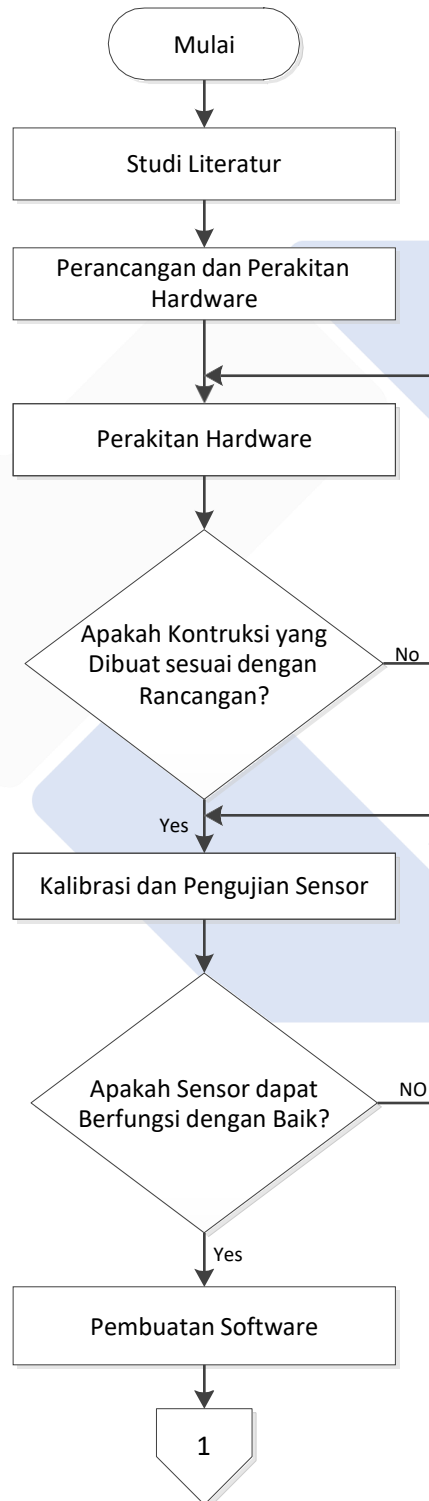 Mulai
Studi Literatur
Perancangan dan Perakitan
Hardware
Perakitan Hardware
Apakah Kontruksi yang
Dibuat sesuai dengan
Rancangan?
No
Yes
Kalibrasi dan Pengujian Sensor
Apakah Sensor dapat
Berfungsi dengan Baik?
NO
Yes
Pembuatan Software
1